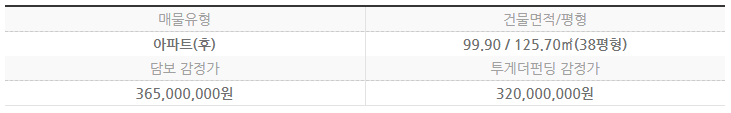 매물유형 건물면적/평형
아파트(후) 99.90 / 125.70㎡(38평형)
담보 감정가 투게더펀딩 감정가
365,000,000원 320,000,000원